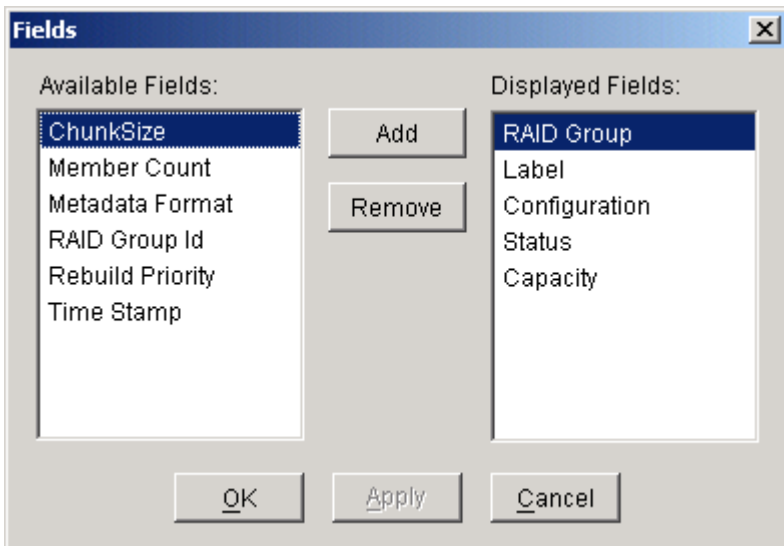 Fields
Available Fields:
ChunkSize
Member Count
Metadata Format
RAID Group Id
Rebuild Priority
Time Stamp
Add
Remove
Displayed Fields:
RAID Group
Label
Configuration
Status
Capacity
OK
Apply
Cancel